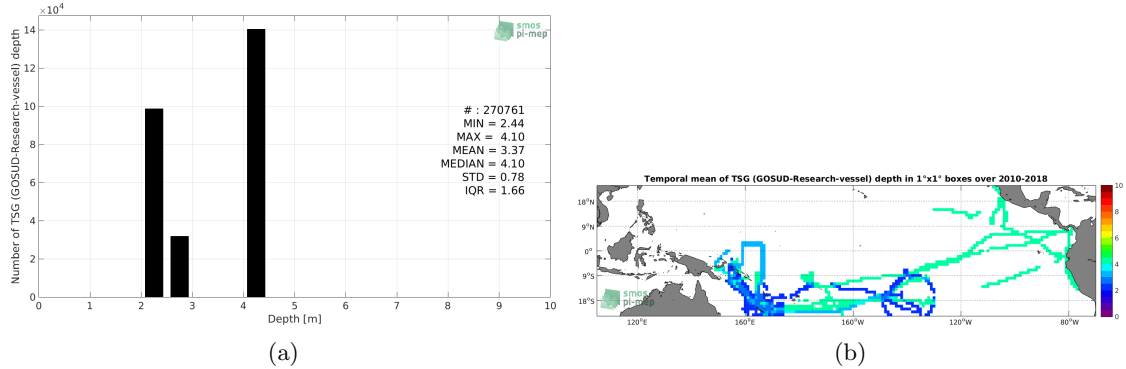 ×10⁴
14
12
10
8
6
4
2
0
Number of TSG (GOSUD-Research-vessel) depth
smos
pi-mep
# : 270761
MIN = 2.44
MAX = 4.10
MEAN = 3.37
MEDIAN = 4.10
STD = 0.78
IQR = 1.66
0 1 2 3 4 5 6 7 8 9 10
Depth [m]
(a)
Temporal mean of TSG (GOSUD-Research-vessel) depth in 1°x1° boxes over 2010-2018
18°N
9°N
0°
9°S
18°S
smos
pi-mep
120°E 160°E 160°W 120°W 80°W
10
8
6
4
2
0
(b)